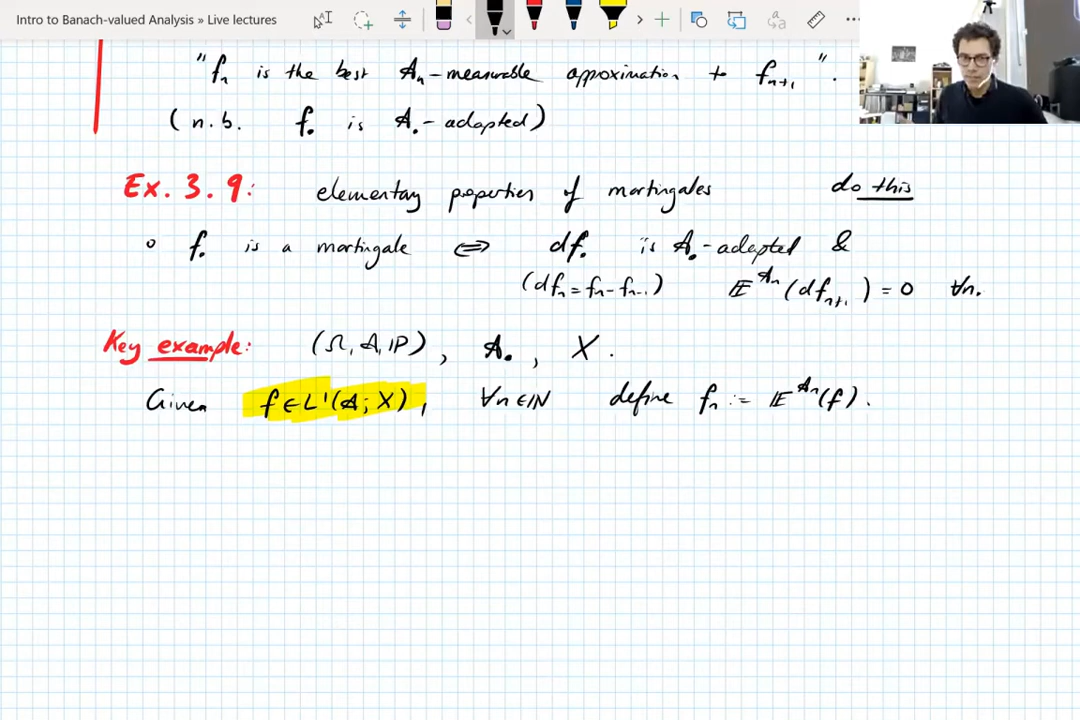 Intro to Banach-valued Analysis » Live lectures
"fₙ is the best 𝒜ₙ-measurable approximation to fₙ₊₁".
(n.b. f• is 𝒜•-adapted)
Ex. 3.9: elementary properties of martingales do this
o f• is a martingale ⟺ df• is 𝒜•-adapted &
(dfₙ = fₙ - fₙ₋₁) 𝔼^𝒜ₙ(dfₙ₊₁) = 0 ∀n.
Key example: (Ω, 𝒜, ℙ), 𝒜•, X.
Given f ∈ L¹(𝒜; X), ∀n ∈ ℕ define fₙ := 𝔼^𝒜ₙ(f).